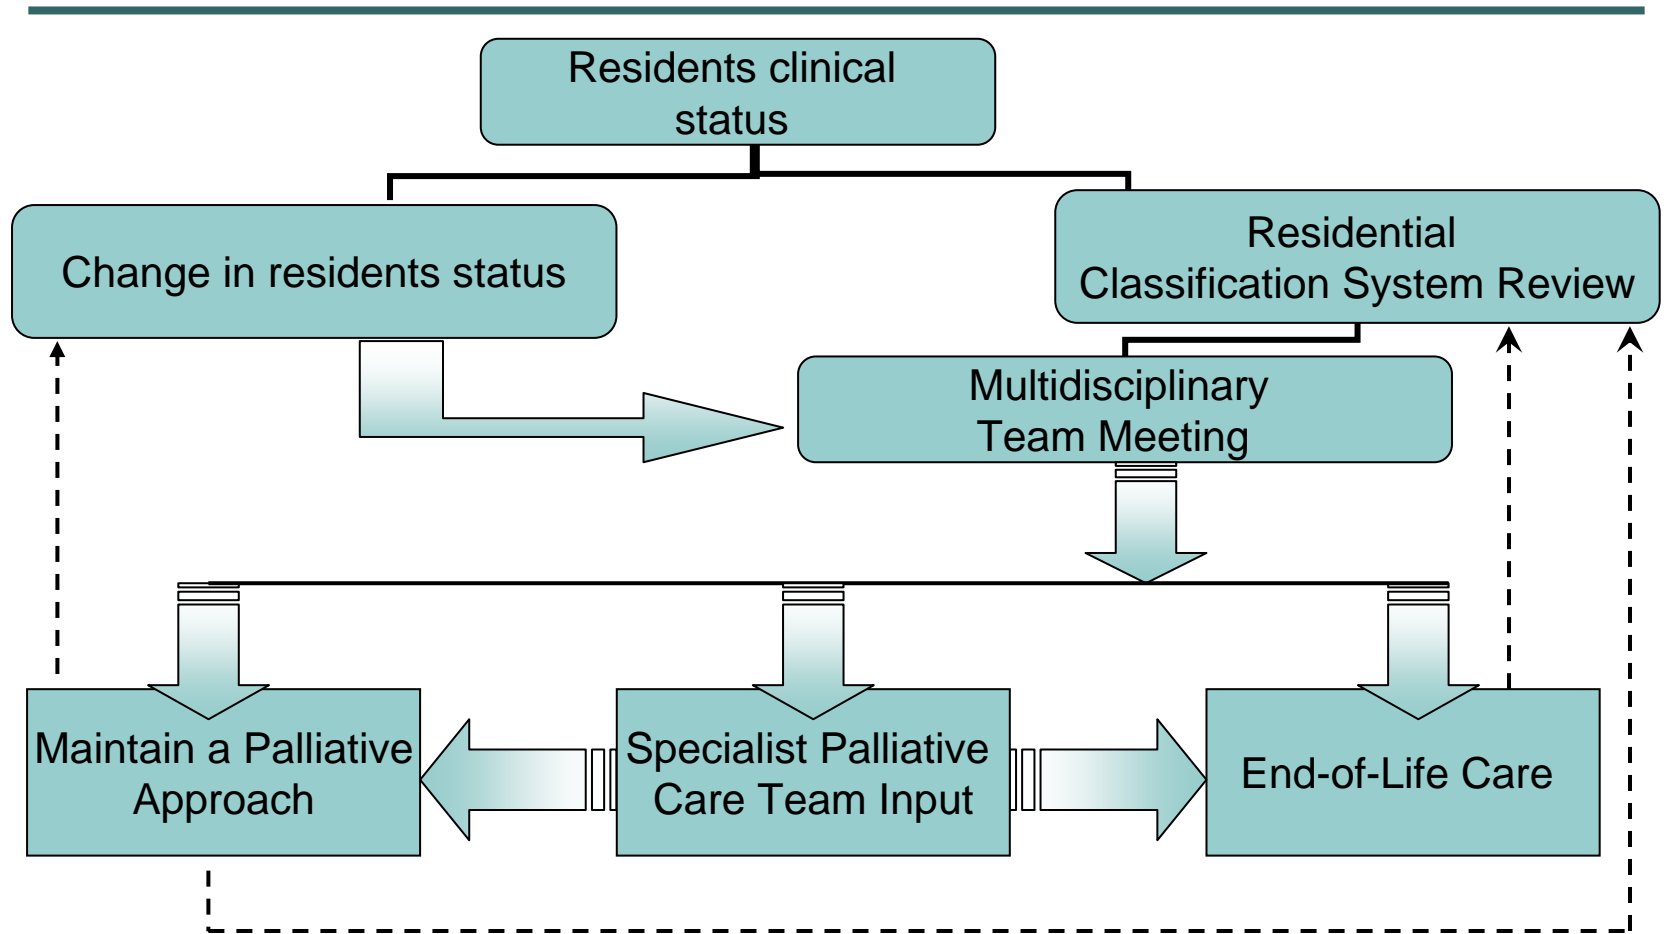 Residents clinical
status
Change in residents status
Residential
Classification System Review
Multidisciplinary
Team Meeting
Maintain a Palliative
Approach
Specialist Palliative
Care Team Input
End-of-Life Care